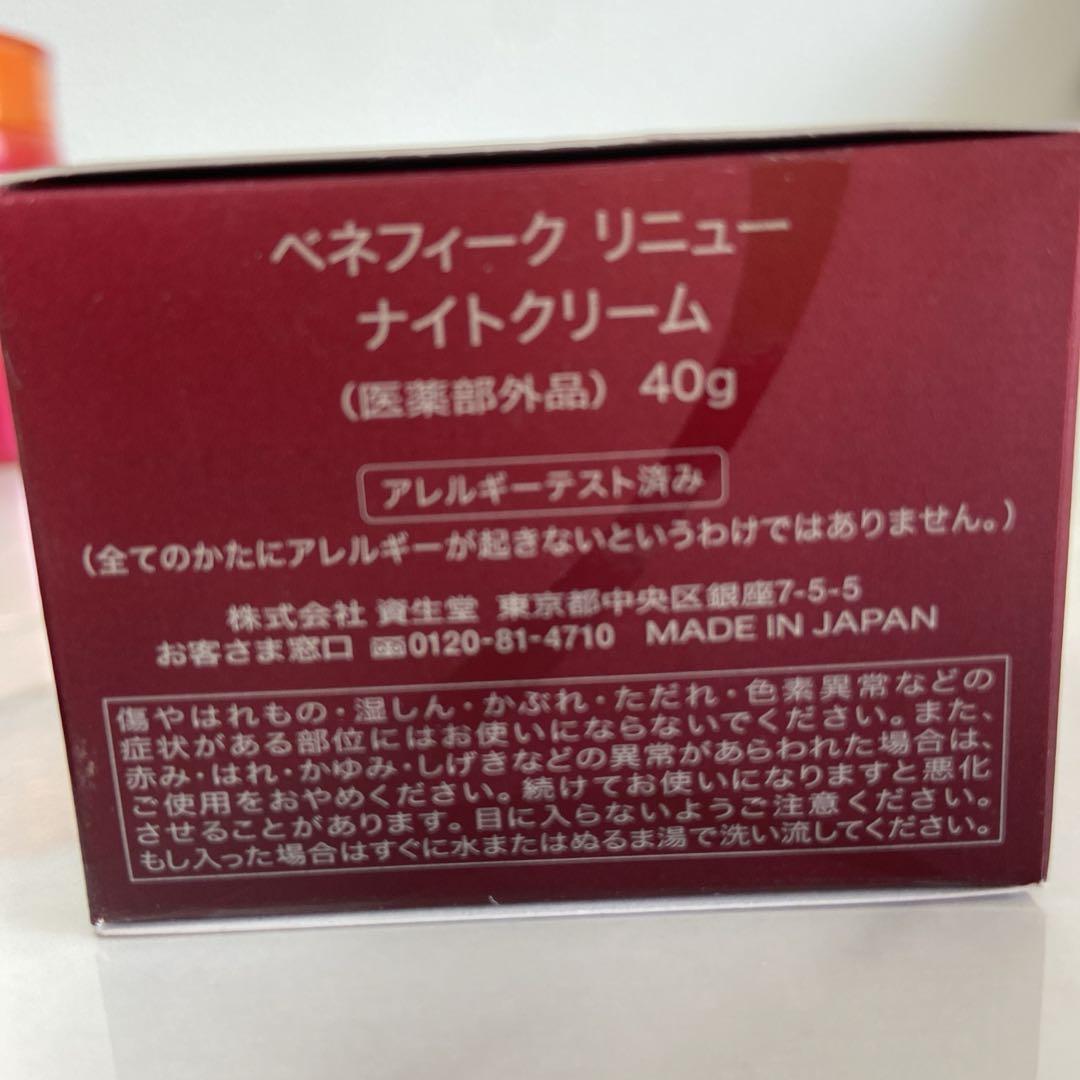 ベネフィーク リニュー
ナイトクリーム
（医薬部外品） 40g
アレルギーテスト済み
（全てのかたにアレルギーが起きないというわけではありません。）
株式会社 資生堂 東京都中央区銀座7-5-5
お客さま窓口 0120-81-4710 MADE IN JAPAN
傷やはれもの・湿しん・かぶれ・ただれ・色素異常などの
症状がある部位にはお使いにならないでください。また、
赤み・はれ・かゆみ・しげきなどの異常があらわれた場合は、
ご使用をおやめください。続けてお使いになりますと悪化
させることがあります。目に入らないようご注意ください。
もし入った場合はすぐに水またはぬるま湯で洗い流してください。